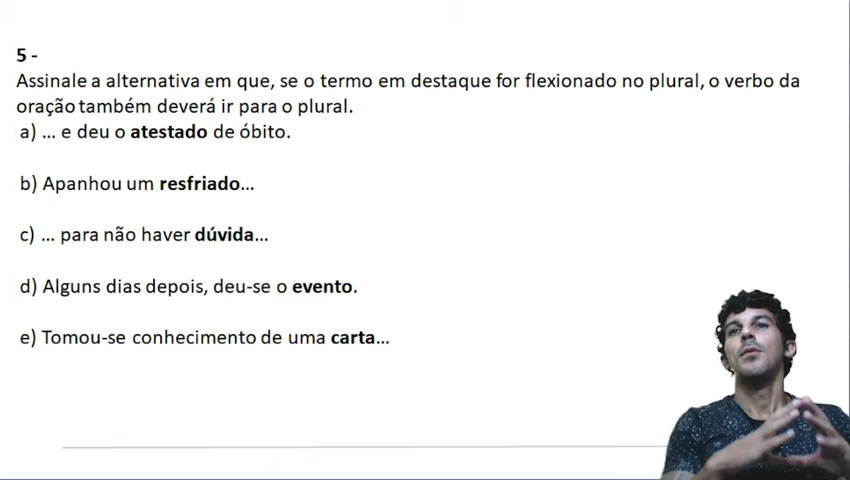 5 -
Assinale a alternativa em que, se o termo em destaque for flexionado no plural, o verbo da
oração também deverá ir para o plural.
a) ... e deu o atestado de óbito.
b) Apanhou um resfriado...
c) ... para não haver dúvida...
d) Alguns dias depois, deu-se o evento.
e) Tomou-se conhecimento de uma carta...